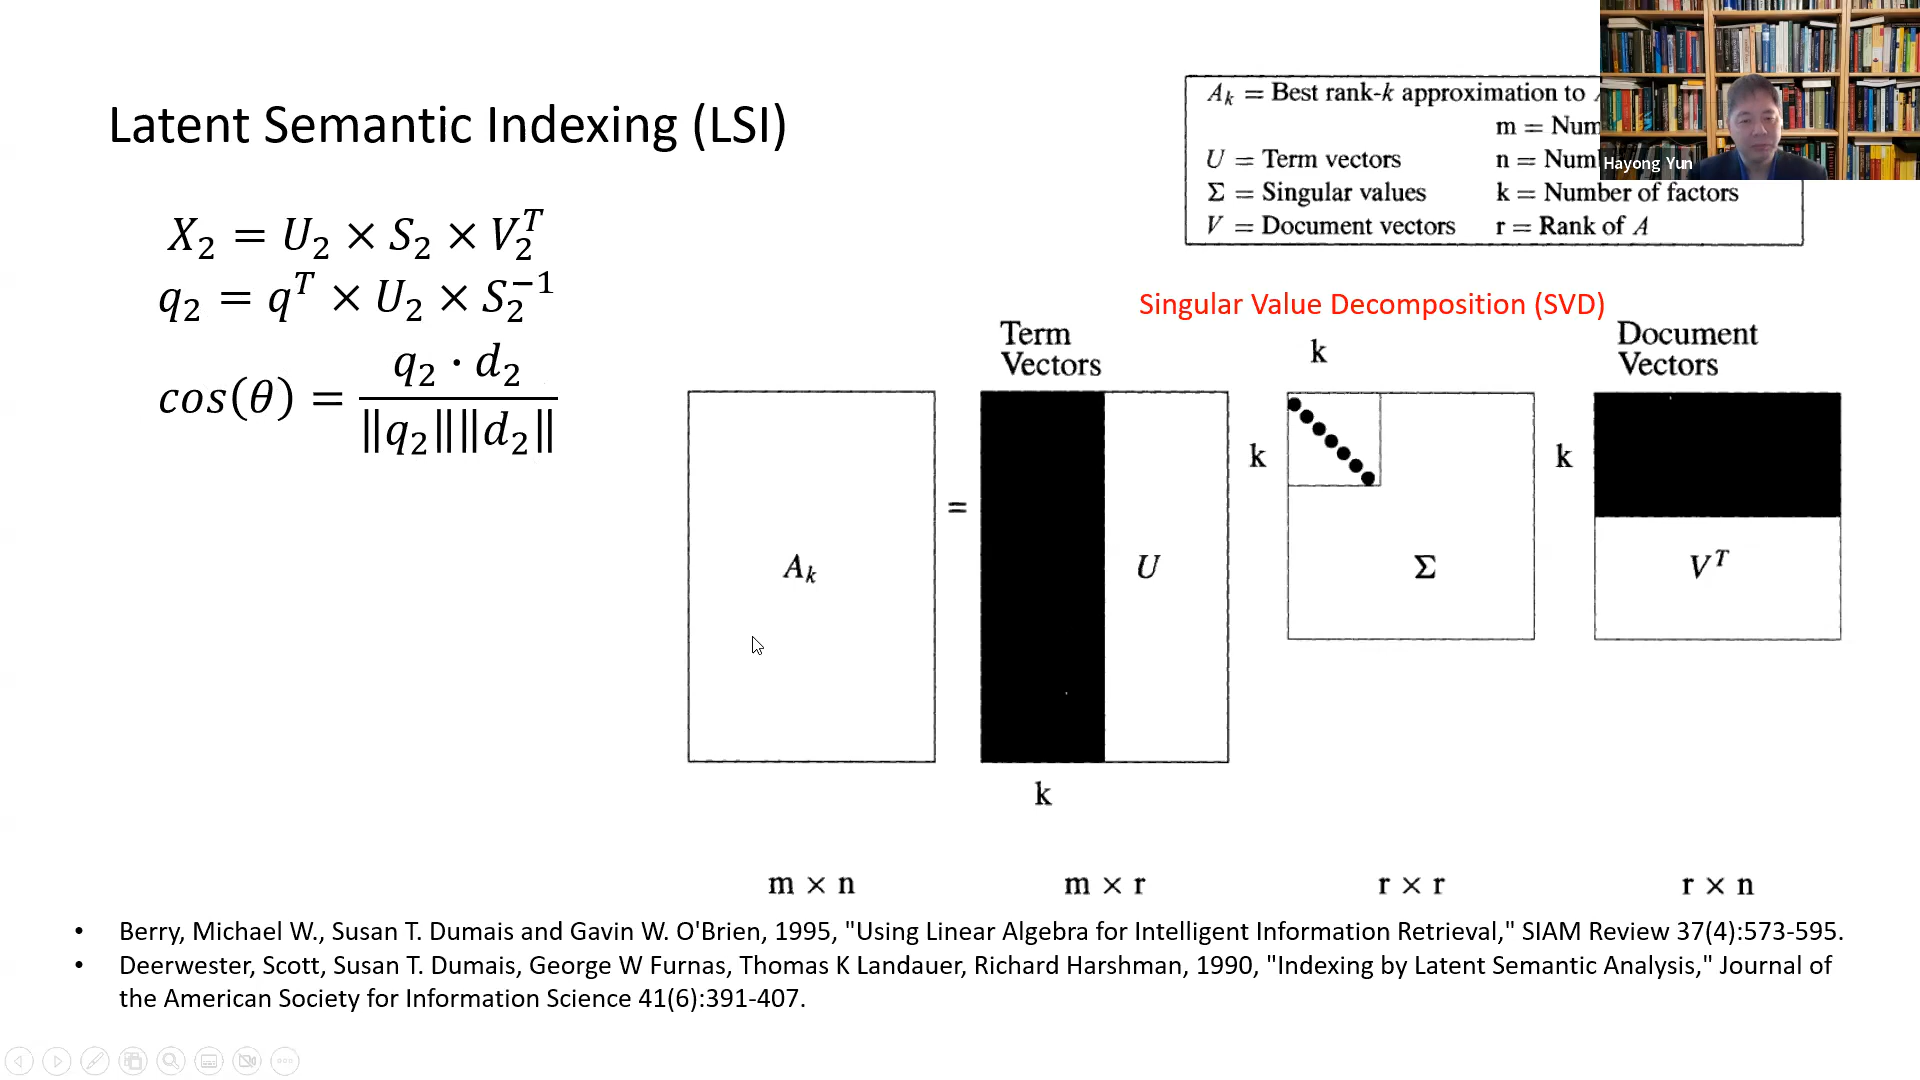 Latent Semantic Indexing (LSI)
X₂ = U₂ × S₂ × V₂ᵀ
q₂ = qᵀ × U₂ × S₂⁻¹
cos(θ) = q₂ · d₂ / ‖q₂‖‖d₂‖
Aₖ = Best rank-k approximation to
m =
U = Term vectors n =
Σ = Singular values k = Number of factors
V = Document vectors r = Rank of A
Hayong Yun
Singular Value Decomposition (SVD)
Term
Vectors
k
Document
Vectors
Aₖ
=
U
k
Σ
k
Vᵀ
k
m × n
m × r
r × r
r × n
• Berry, Michael W., Susan T. Dumais and Gavin W. O'Brien, 1995, "Using Linear Algebra for Intelligent Information Retrieval," SIAM Review 37(4):573-595.
• Deerwester, Scott, Susan T. Dumais, George W Furnas, Thomas K Landauer, Richard Harshman, 1990, "Indexing by Latent Semantic Analysis," Journal of
the American Society for Information Science 41(6):391-407.